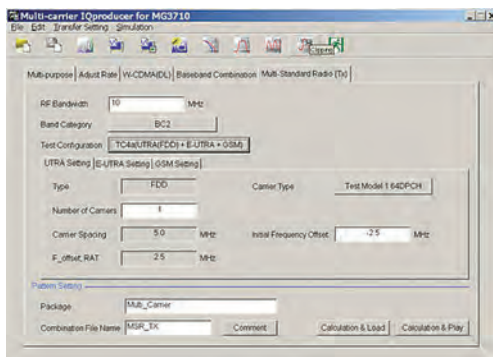 Multi-carrier IQproducer for MG3710
File Edit Transfer Setting Simulation
Clipping
Multi-purpose Adjust Rate W-CDMA(DL) Baseband Combination Multi-Standard Radio (Tx)
RF Bandwidth 10 MHz
Band Category BC2
Test Configuration TC4a(UTRA(FDD) + E-UTRA + GSM)
UTRA Setting E-UTRA Setting GSM Setting
Type FDD Carrier Type Test Model 1 64DPCH
Number of Carriers 1
Carrier Spacing 5.0 MHz Initial Frequency Offset -2.5 MHz
F_offset, RAT 2.5 MHz
Pattern Setting
Package Multi_Carrier
Combination File Name MSR_TX Comment Calculation & Load Calculation & Play